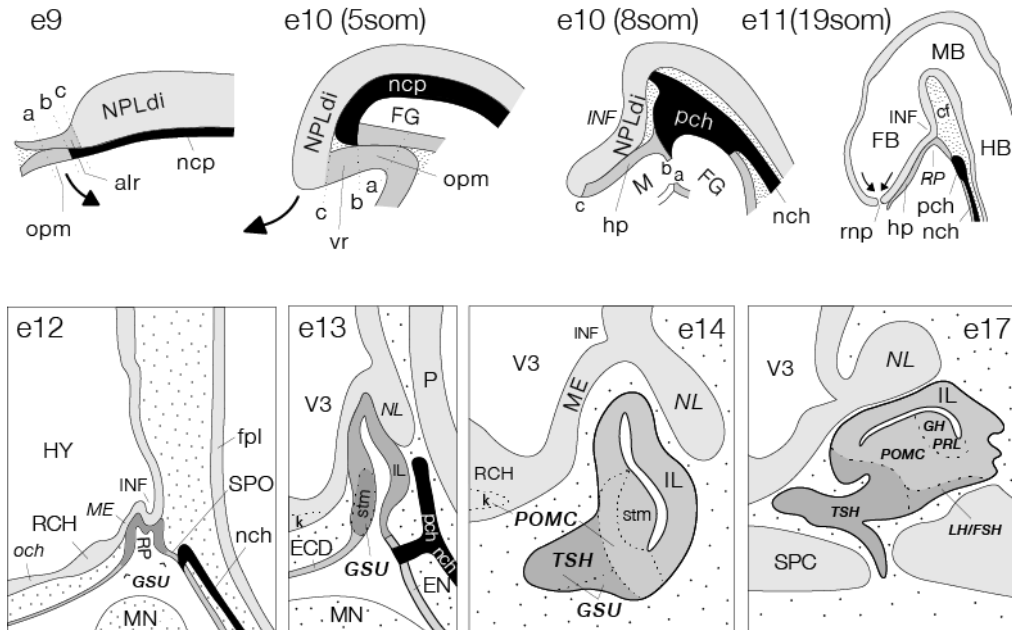 e9
a
b
c
NPLdi
ncp
alr
opm
e10 (5som)
ncp
NPLdi
FG
opm
a
b
c
vr
e10 (8som)
INF
NPLdi
pch
b
a
M
FG
c
hp
nch
e11(19som)
MB
INF
cf
FB
HB
RP
pch
rnp
hp
nch
e12
HY
fpl
INF
SPO
ME
RCH
nch
RP
och
GSU
MN
e13
P
V3
NL
IL
stm
k
pch
ECD
nch
GSU
EN
MN
e14
INF
V3
ME
NL
RCH
IL
k
POMC
stm
TSH
GSU
e17
NL
V3
IL
GH
PRL
POMC
TSH
LH/FSH
SPC